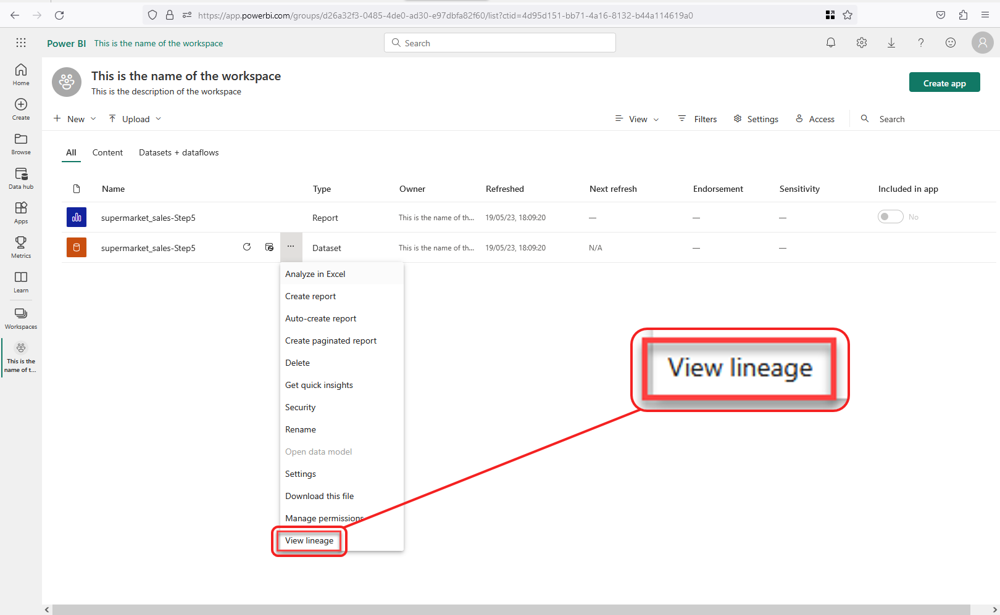 https://app.powerbi.com/groups/d26a32f3-0485-4de0-ad30-e97dbfa82f60/list?ctid=4d95d151-bb71-4a16-8132-b44a114619a0
Power BI This is the name of the workspace Search
Home
Create
Browse
Data hub
Apps
Metrics
Learn
Workspaces
This is the
name of t...
This is the name of the workspace
This is the description of the workspace
Create app
New Upload View Filters Settings Access Search
All Content Datasets + dataflows
Name Type Owner Refreshed Next refresh Endorsement Sensitivity Included in app
supermarket_sales-Step5 Report This is the name of th... 19/05/23, 18:09:20 — — — No
supermarket_sales-Step5 ... Dataset This is the name of th... 19/05/23, 18:09:20 N/A — —
Analyze in Excel
Create report
Auto-create report
Create paginated report
Delete
Get quick insights
Security
Rename
Open data model
Settings
Download this file
Manage permissions
View lineage
View lineage